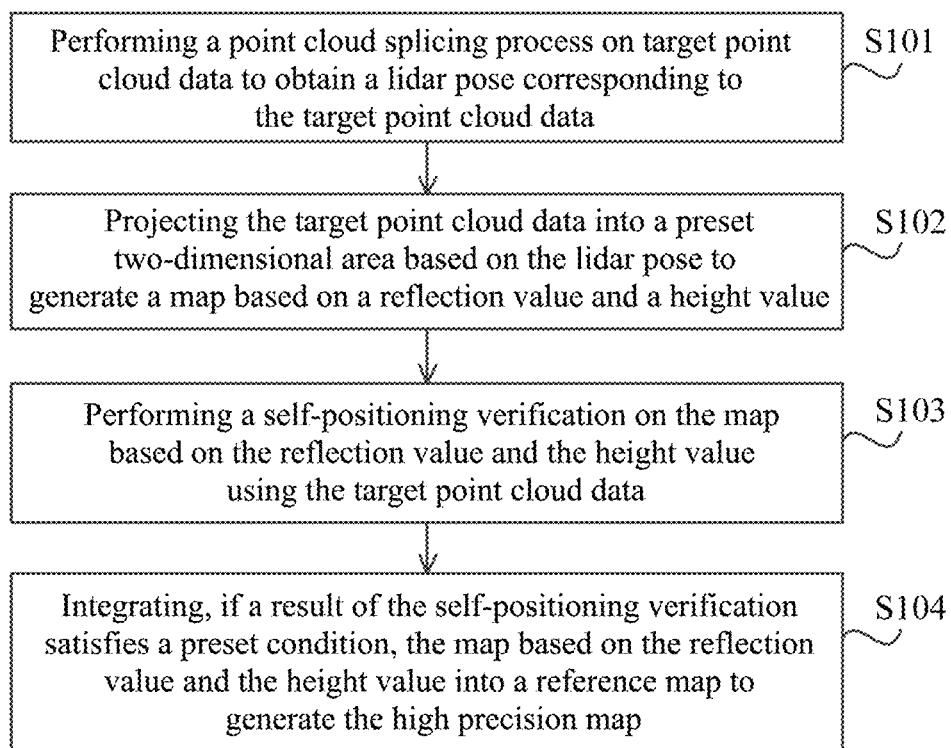 Performing a point cloud splicing process on target point
cloud data to obtain a lidar pose corresponding to
the target point cloud data
S101
Projecting the target point cloud data into a preset
two-dimensional area based on the lidar pose to
generate a map based on a reflection value and a height value
S102
Performing a self-positioning verification on the map
based on the reflection value and the height value
using the target point cloud data
S103
Integrating, if a result of the self-positioning verification
satisfies a preset condition, the map based on the reflection
value and the height value into a reference map to
generate the high precision map
S104